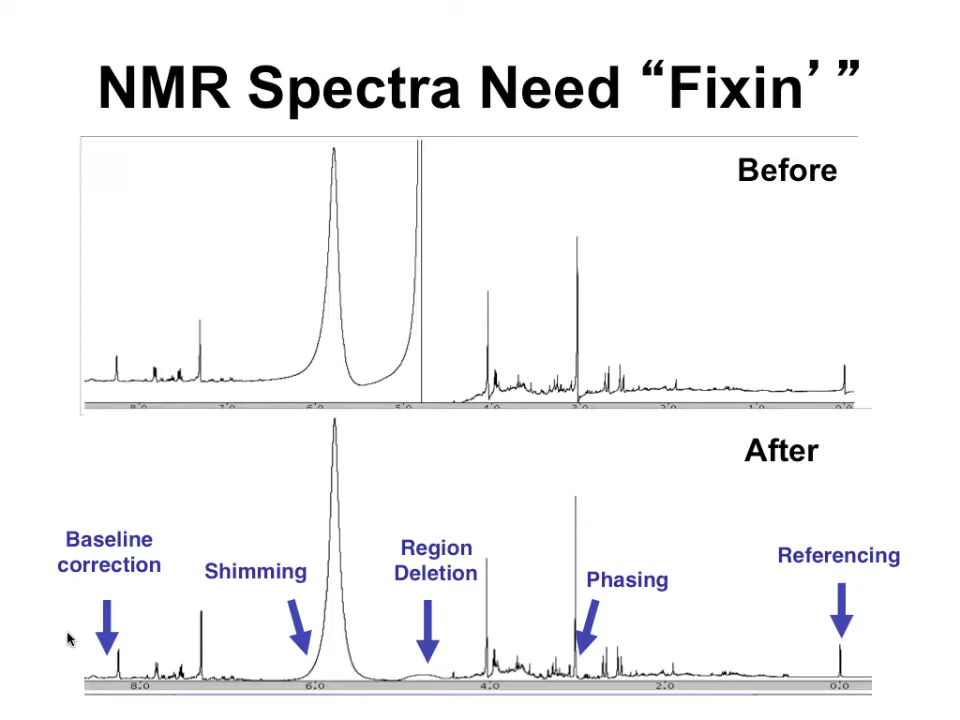 NMR Spectra Need “Fixin’”
Before
8.0 7.0 6.0 5.0 4.0 3.0 2.0 1.0 0.0
After
Baseline
correction
Shimming
Region
Deletion
Phasing
Referencing
8.0 6.0 4.0 2.0 0.0